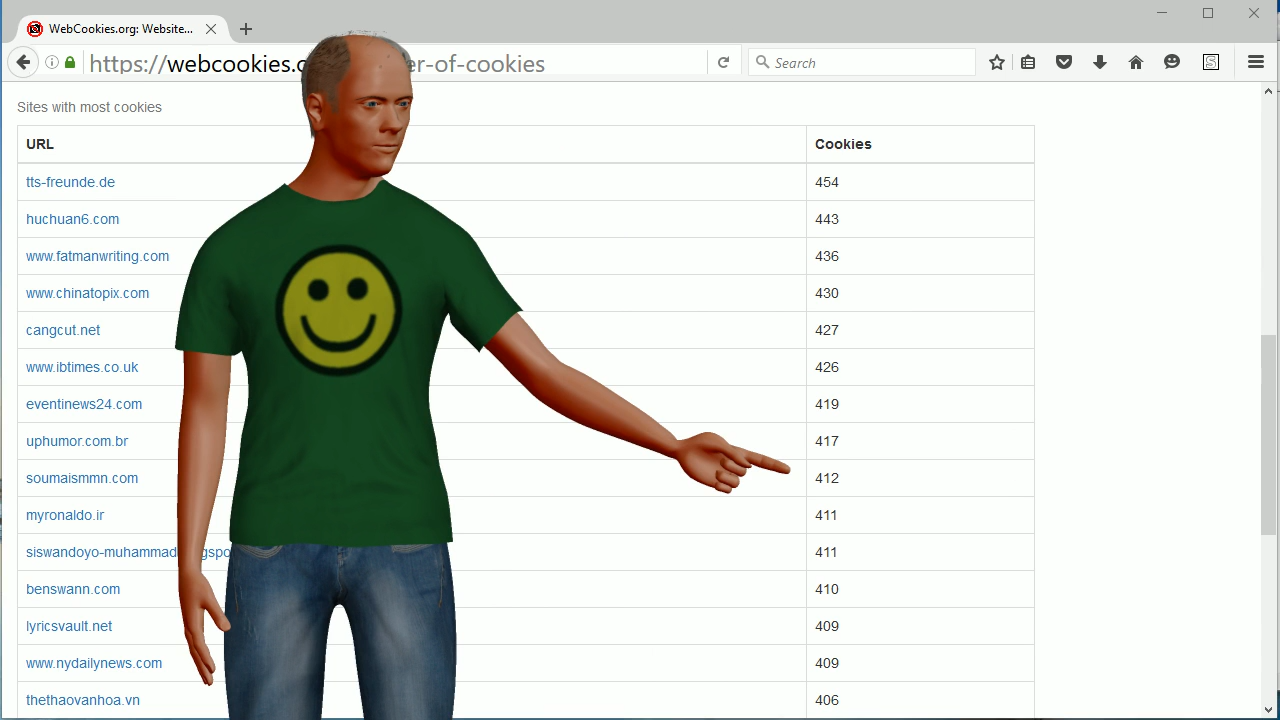 WebCookies.org: Website...
https://webcookies.o er-of-cookies
Search
Sites with most cookies
URL Cookies
tts-freunde.de 454
huchuan6.com 443
www.fatmanwriting.com 436
www.chinatopix.com 430
cangcut.net 427
www.ibtimes.co.uk 426
eventinews24.com 419
uphumor.com.br 417
soumaismmn.com 412
myronaldo.ir 411
siswandoyo-muhammad gspo 411
benswann.com 410
lyricsvault.net 409
www.nydailynews.com 409
thethaovanhoa.vn 406